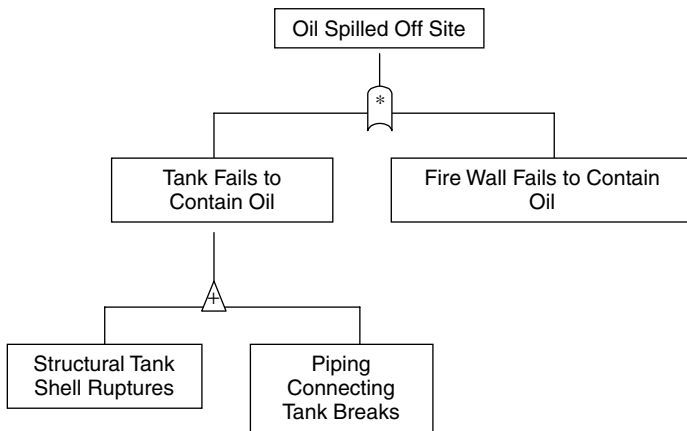 Oil Spilled Off Site
*
Tank Fails to
Contain Oil
Fire Wall Fails to Contain
Oil
+
Structural Tank
Shell Ruptures
Piping
Connecting
Tank Breaks